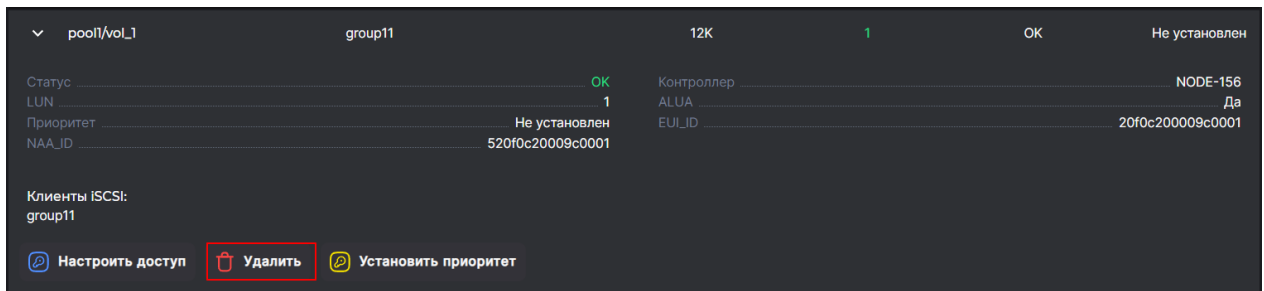 pool1/vol_1 group11 12K 1 OK Не установлен
Статус OK Контроллер NODE-156
LUN 1 ALUA Да
Приоритет Не установлен EUI_ID 20f0c200009c0001
NAA_ID 520f0c20009c0001
Клиенты iSCSI:
group11
Настроить доступ Удалить Установить приоритет